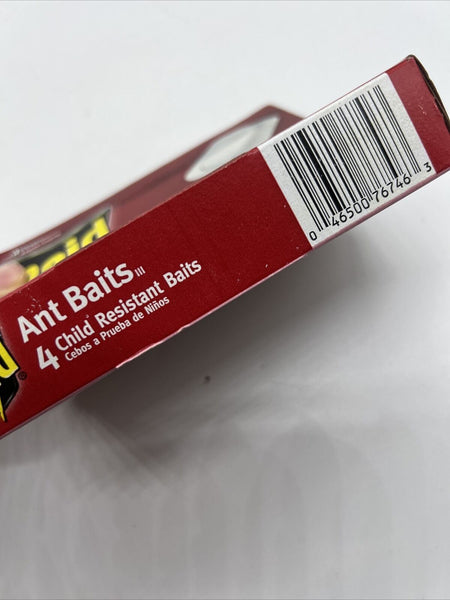 Raid
Ant Baits III
4 Child Resistant Baits
Cebos a Prueba de Niños
0 46500 76746 3